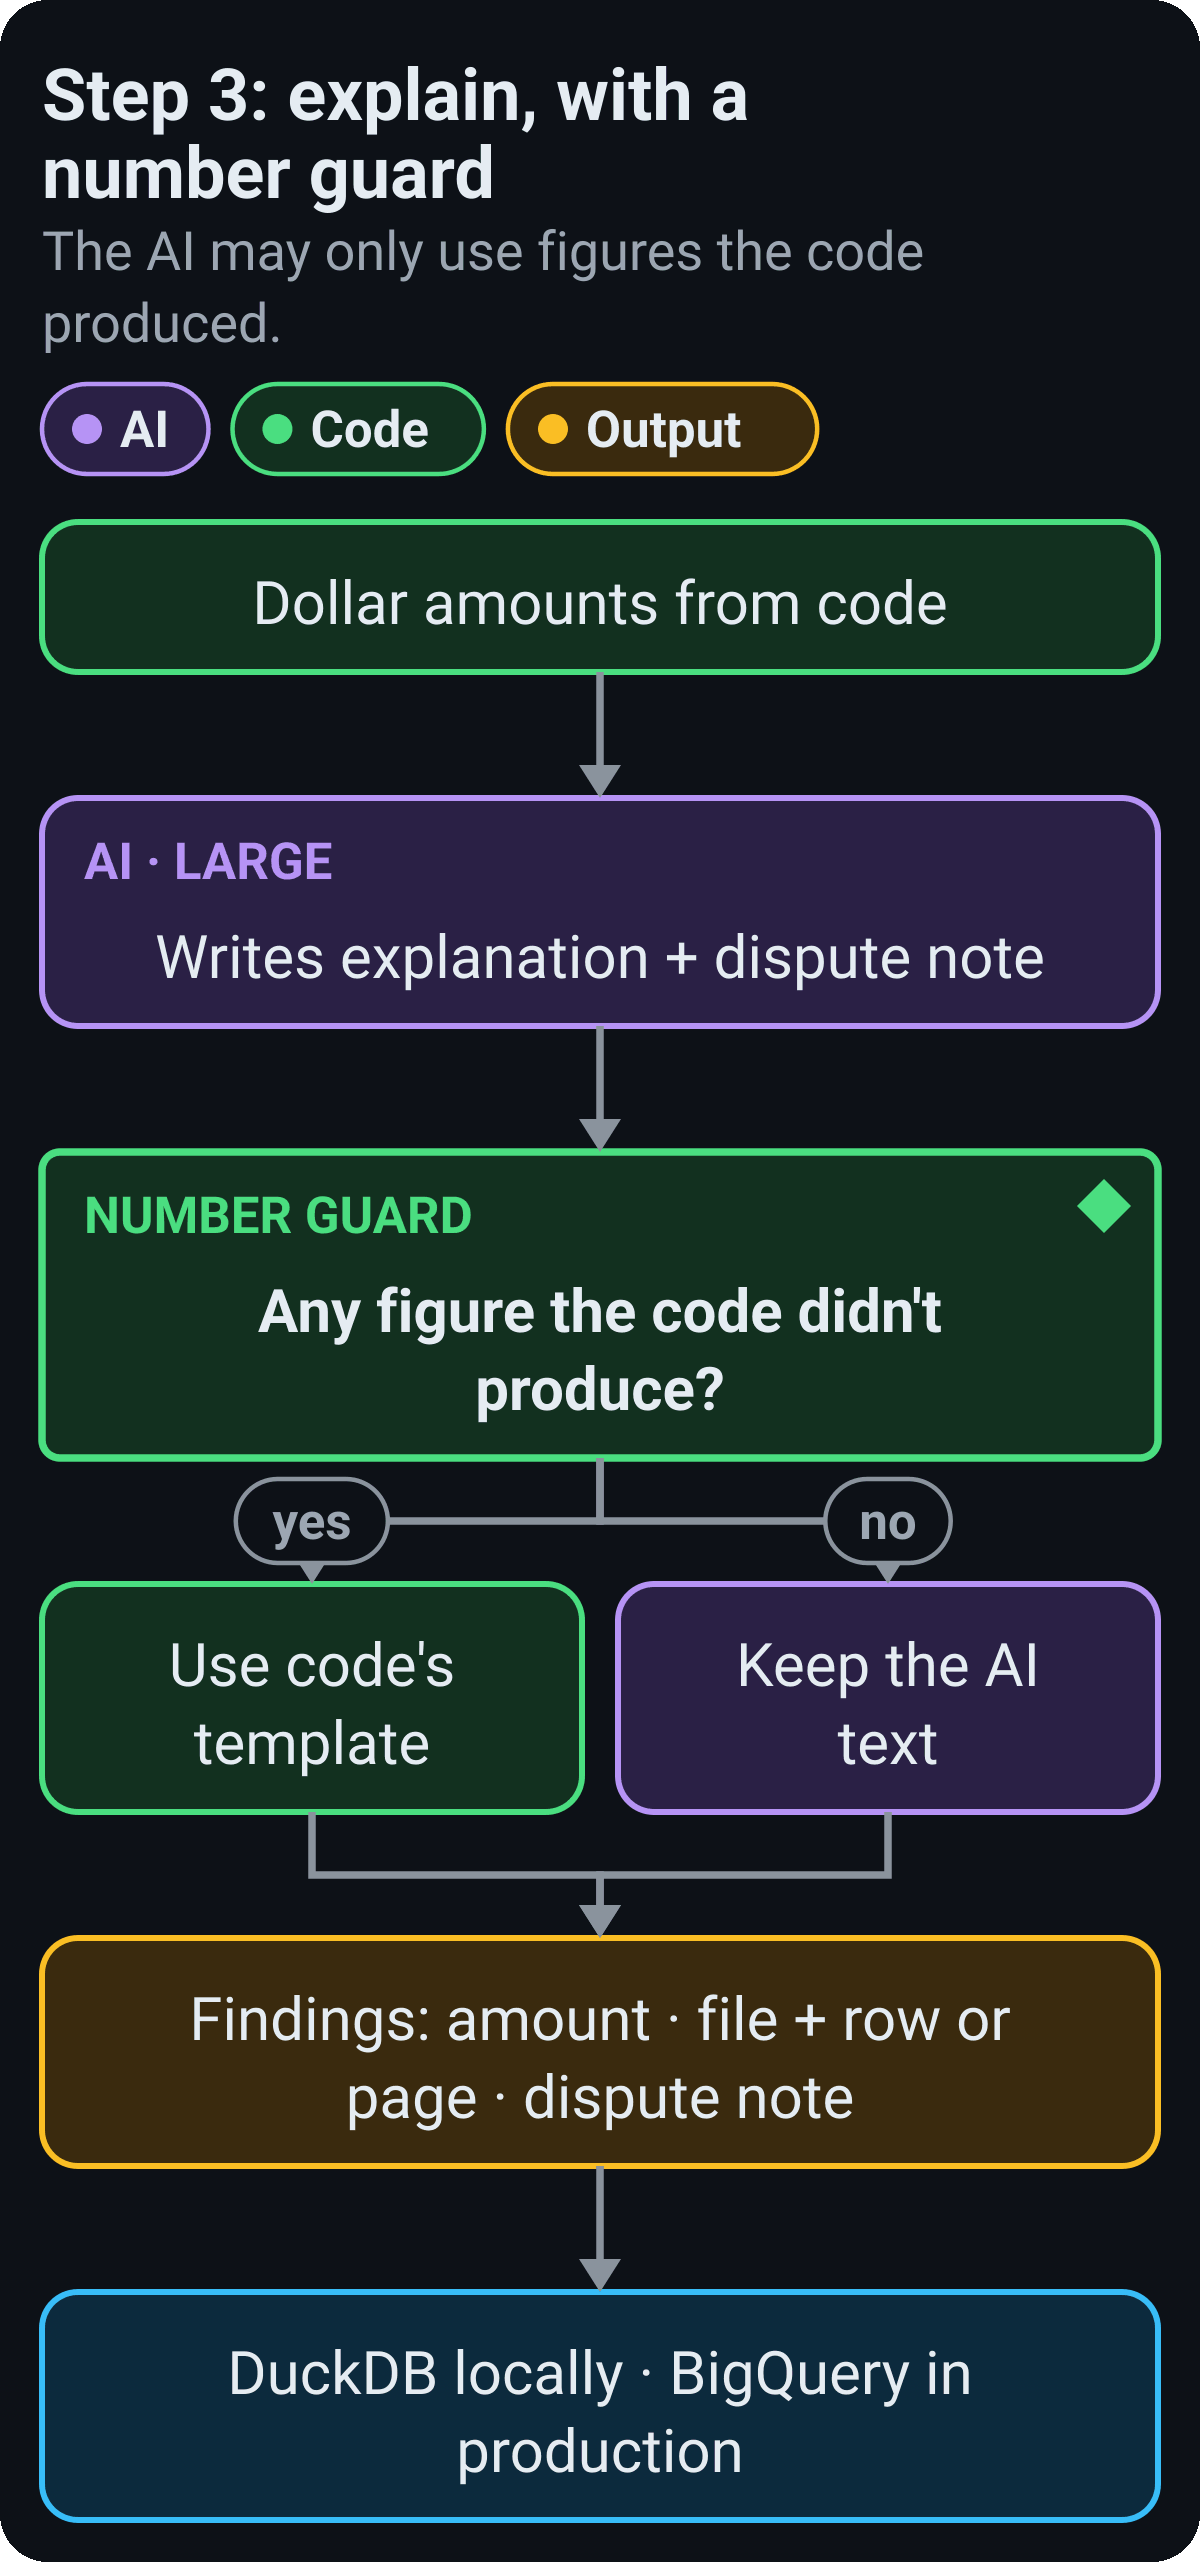 Step 3: explain, with a
number guard
The AI may only use figures the code
produced.
AI
Code
Output
Dollar amounts from code
AI · LARGE
Writes explanation + dispute note
NUMBER GUARD
Any figure the code didn't
produce?
yes
no
Use code's
template
Keep the AI
text
Findings: amount · file + row or
page · dispute note
DuckDB locally · BigQuery in
production